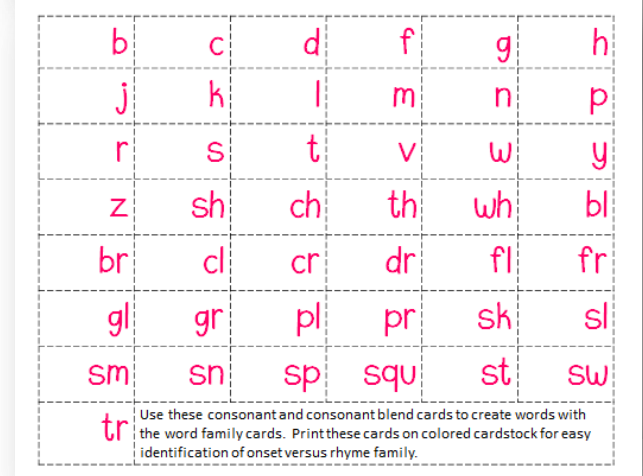 b c d f g h
j k l m n p
r s t v w y
z sh ch th wh bl
br cl cr dr fl fr
gl gr pl pr sk sl
sm sn sp squ st sw
tr Use these consonant and consonant blend cards to create words with
the word family cards. Print these cards on colored cardstock for easy
identification of onset versus rhyme family.